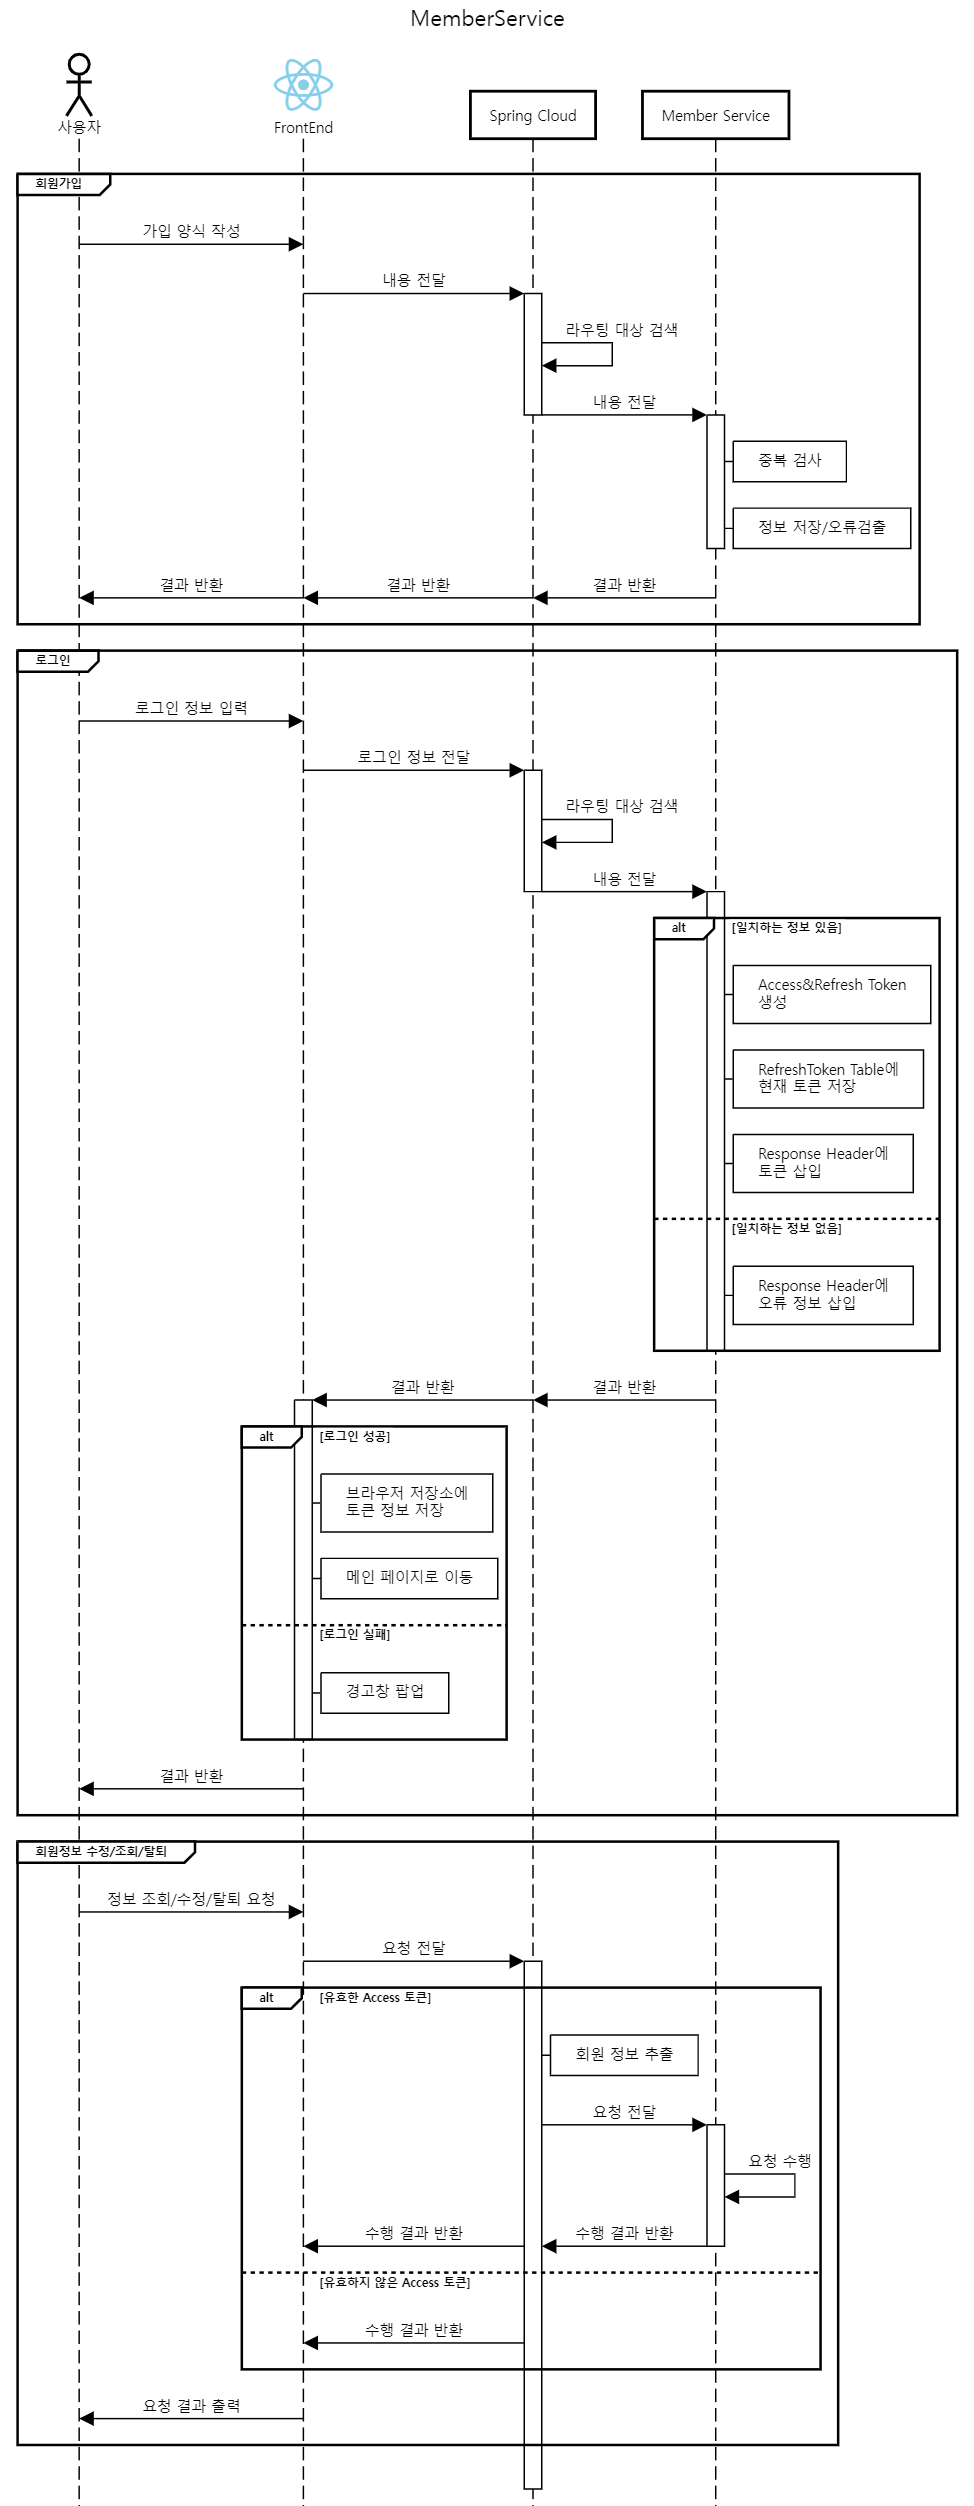 MemberService
사용자
FrontEnd
Spring Cloud
Member Service
회원가입
가입 양식 작성
내용 전달
라우팅 대상 검색
내용 전달
중복 검사
정보 저장/오류검출
결과 반환
결과 반환
결과 반환
로그인
로그인 정보 입력
로그인 정보 전달
라우팅 대상 검색
내용 전달
alt
[일치하는 정보 있음]
Access&Refresh Token
생성
RefreshToken Table에
현재 토큰 저장
Response Header에
토큰 삽입
[일치하는 정보 없음]
Response Header에
오류 정보 삽입
결과 반환
결과 반환
alt
[로그인 성공]
브라우저 저장소에
토큰 정보 저장
메인 페이지로 이동
[로그인 실패]
경고창 팝업
결과 반환
회원정보 수정/조회/탈퇴
정보 조회/수정/탈퇴 요청
요청 전달
alt
[유효한 Access 토큰]
회원 정보 추출
요청 전달
요청 수행
수행 결과 반환
수행 결과 반환
[유효하지 않은 Access 토큰]
수행 결과 반환
요청 결과 출력